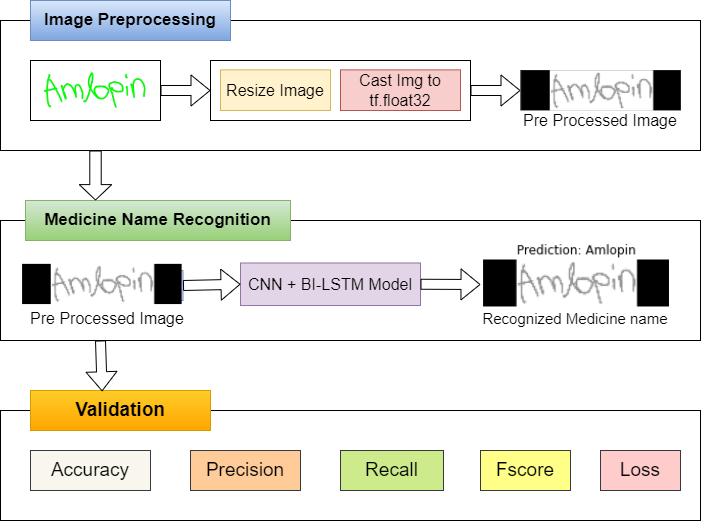 Image Preprocessing
Amlopin
Resize Image
Cast Img to
tf.float32
Amlopin
Pre Processed Image
Medicine Name Recognition
Amlopin
Pre Processed Image
CNN + BI-LSTM Model
Prediction: Amlopin
Amlopin
Recognized Medicine name
Validation
Accuracy
Precision
Recall
Fscore
Loss